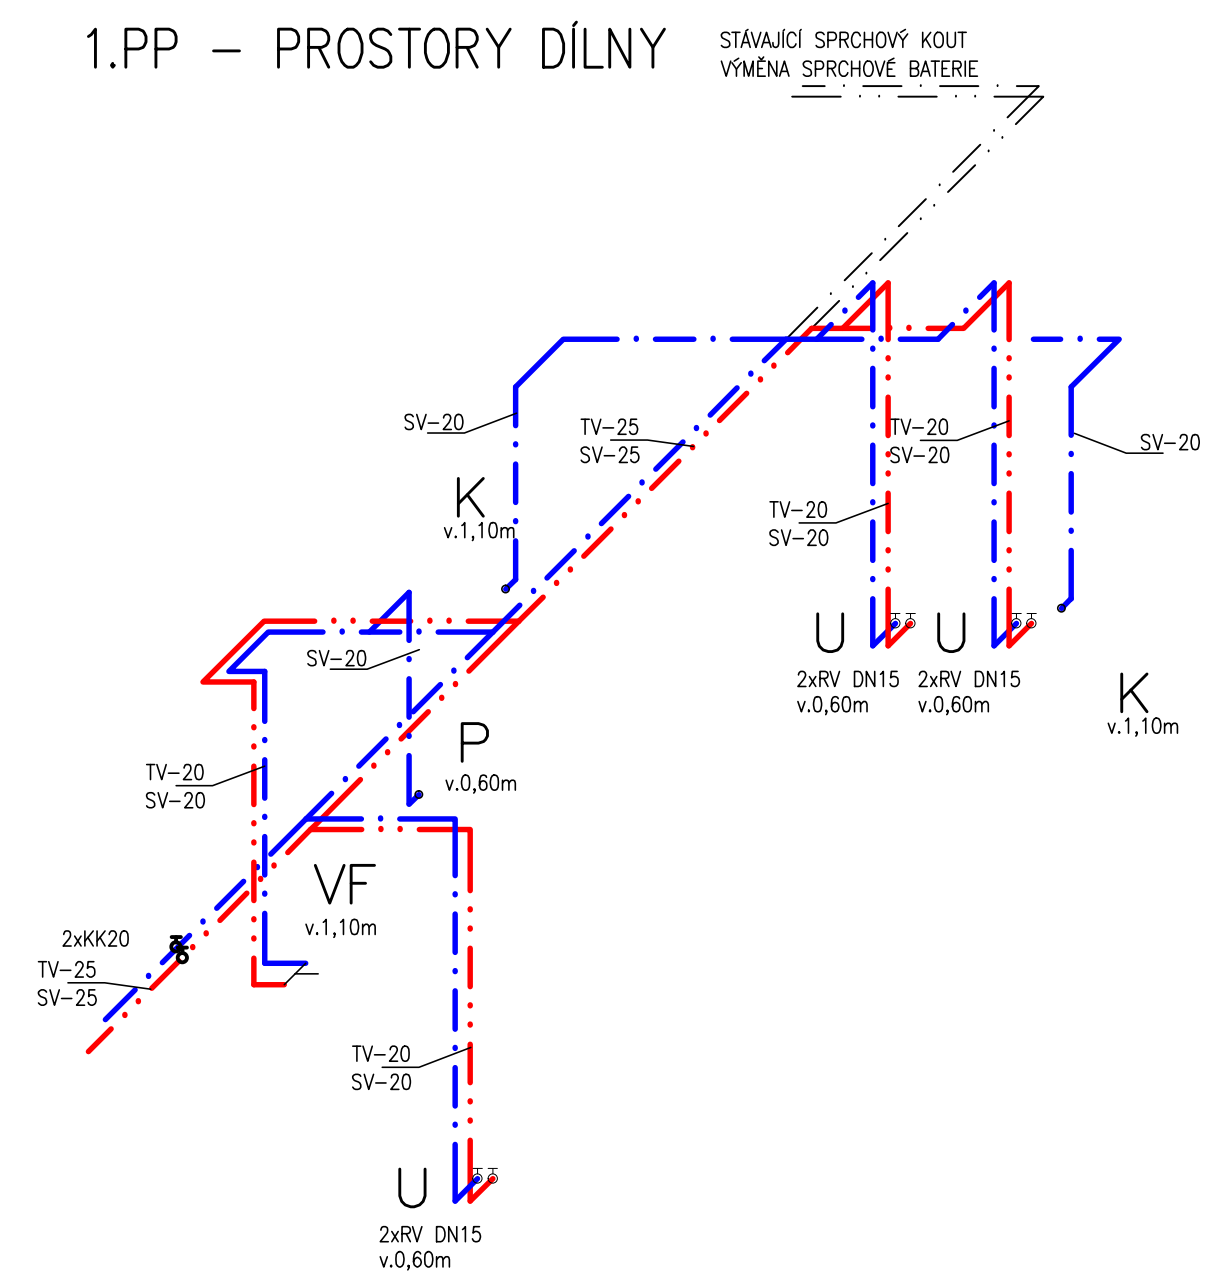 1.PP – PROSTORY DÍLNY
STÁVAJÍCÍ SPRCHOVÝ KOUT
VÝMĚNA SPRCHOVÉ BATERIE
SV-20
TV-25
SV-25
TV-20
SV-20
SV-20
K
v.1,10m
TV-20
SV-20
U
2xRV DN15
v.0,60m
U
2xRV DN15
v.0,60m
K
v.1,10m
SV-20
P
v.0,60m
TV-20
SV-20
VF
v.1,10m
2xKK20
TV-25
SV-25
TV-20
SV-20
U
2xRV DN15
v.0,60m